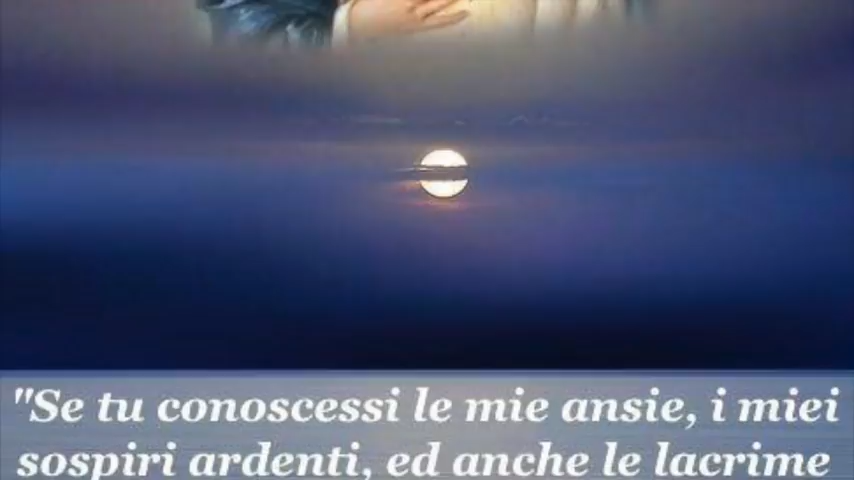 "Se tu conoscessi le mie ansie, i miei
sospiri ardenti, ed anche le lacrime